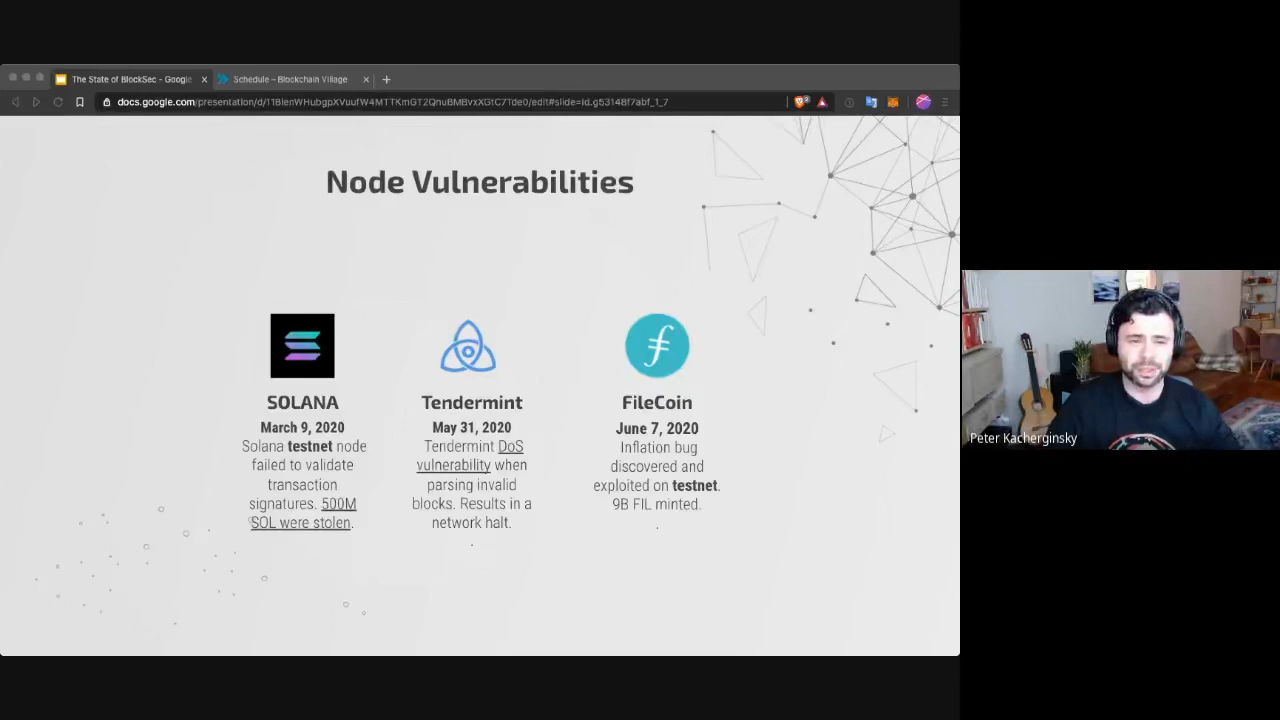 The State of BlockSec - Google
Schedule – Blockchain Village
docs.google.com/presentation/d/11BlenWHubgpXVuufW4MTTKmGT2QnuBMBvxXGtC7Tde0/edit#slide=id.g53148f7abf_1_7
Node Vulnerabilities
SOLANA
March 9, 2020
Solana testnet node
failed to validate
transaction
signatures. 500M
SOL were stolen.
Tendermint
May 31, 2020
Tendermint DoS
vulnerability when
parsing invalid
blocks. Results in a
network halt.
.
FileCoin
June 7, 2020
Inflation bug
discovered and
exploited on testnet.
9B FIL minted.
.
Peter Kacherginsky